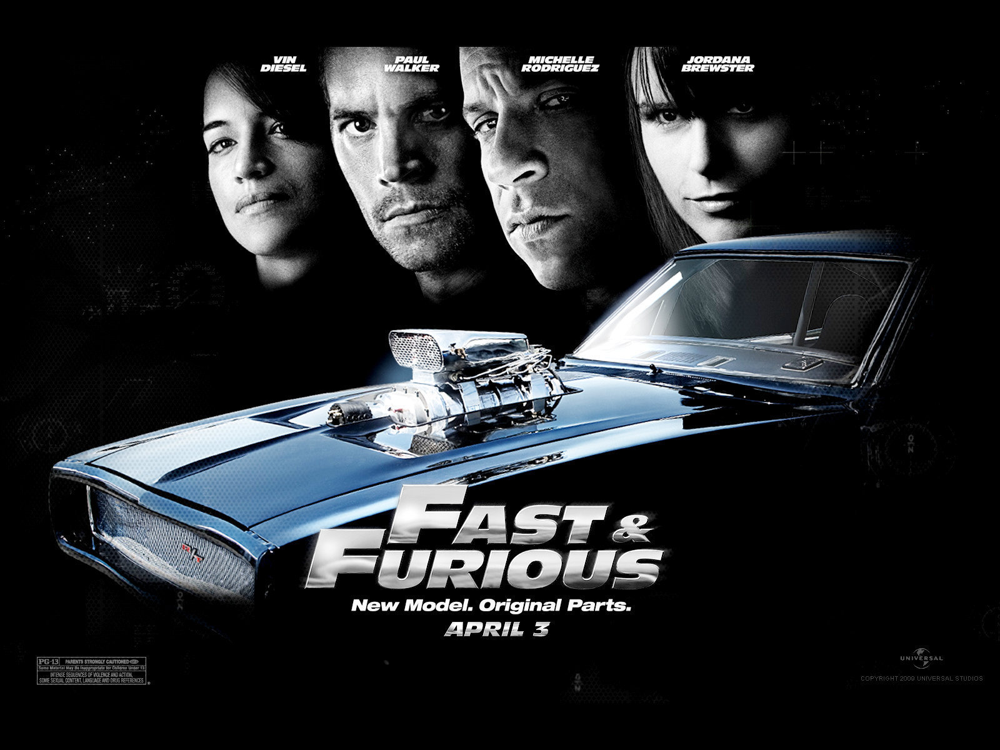 VIN
DIESEL
PAUL
WALKER
MICHELLE
RODRIGUEZ
JORDANA
BREWSTER
R/T
FAST &
FURIOUS
New Model. Original Parts.
APRIL 3
PG-13 PARENTS STRONGLY CAUTIONED
Some Material May Be Inappropriate for Children Under 13
INTENSE SEQUENCES OF VIOLENCE AND ACTION,
SOME SEXUAL CONTENT, LANGUAGE AND DRUG REFERENCES
®
UNIVERSAL
COPYRIGHT 2009 UNIVERSAL STUDIOS